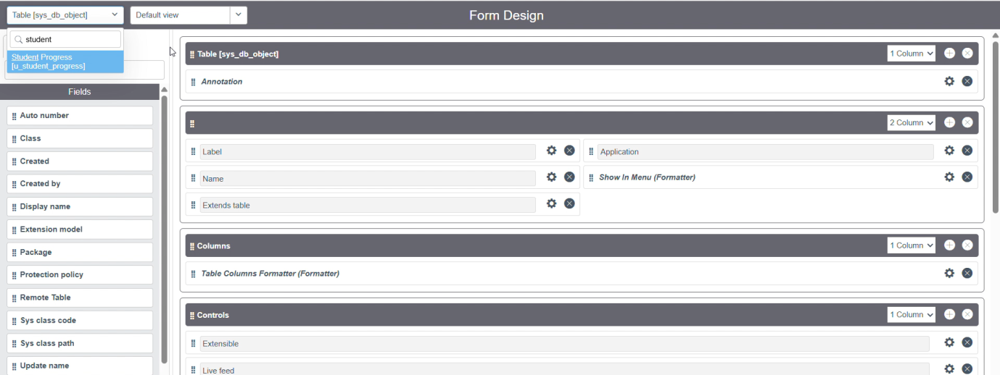 Table [sys_db_object]
Default view
Form Design
student
Student Progress
[u_student_progress]
Fields
Auto number
Class
Created
Created by
Display name
Extension model
Package
Protection policy
Remote Table
Sys class code
Sys class path
Update name
Table [sys_db_object]
1 Column
Annotation
2 Column
Label
Application
Name
Show In Menu (Formatter)
Extends table
Columns
1 Column
Table Columns Formatter (Formatter)
Controls
1 Column
Extensible
Live feed